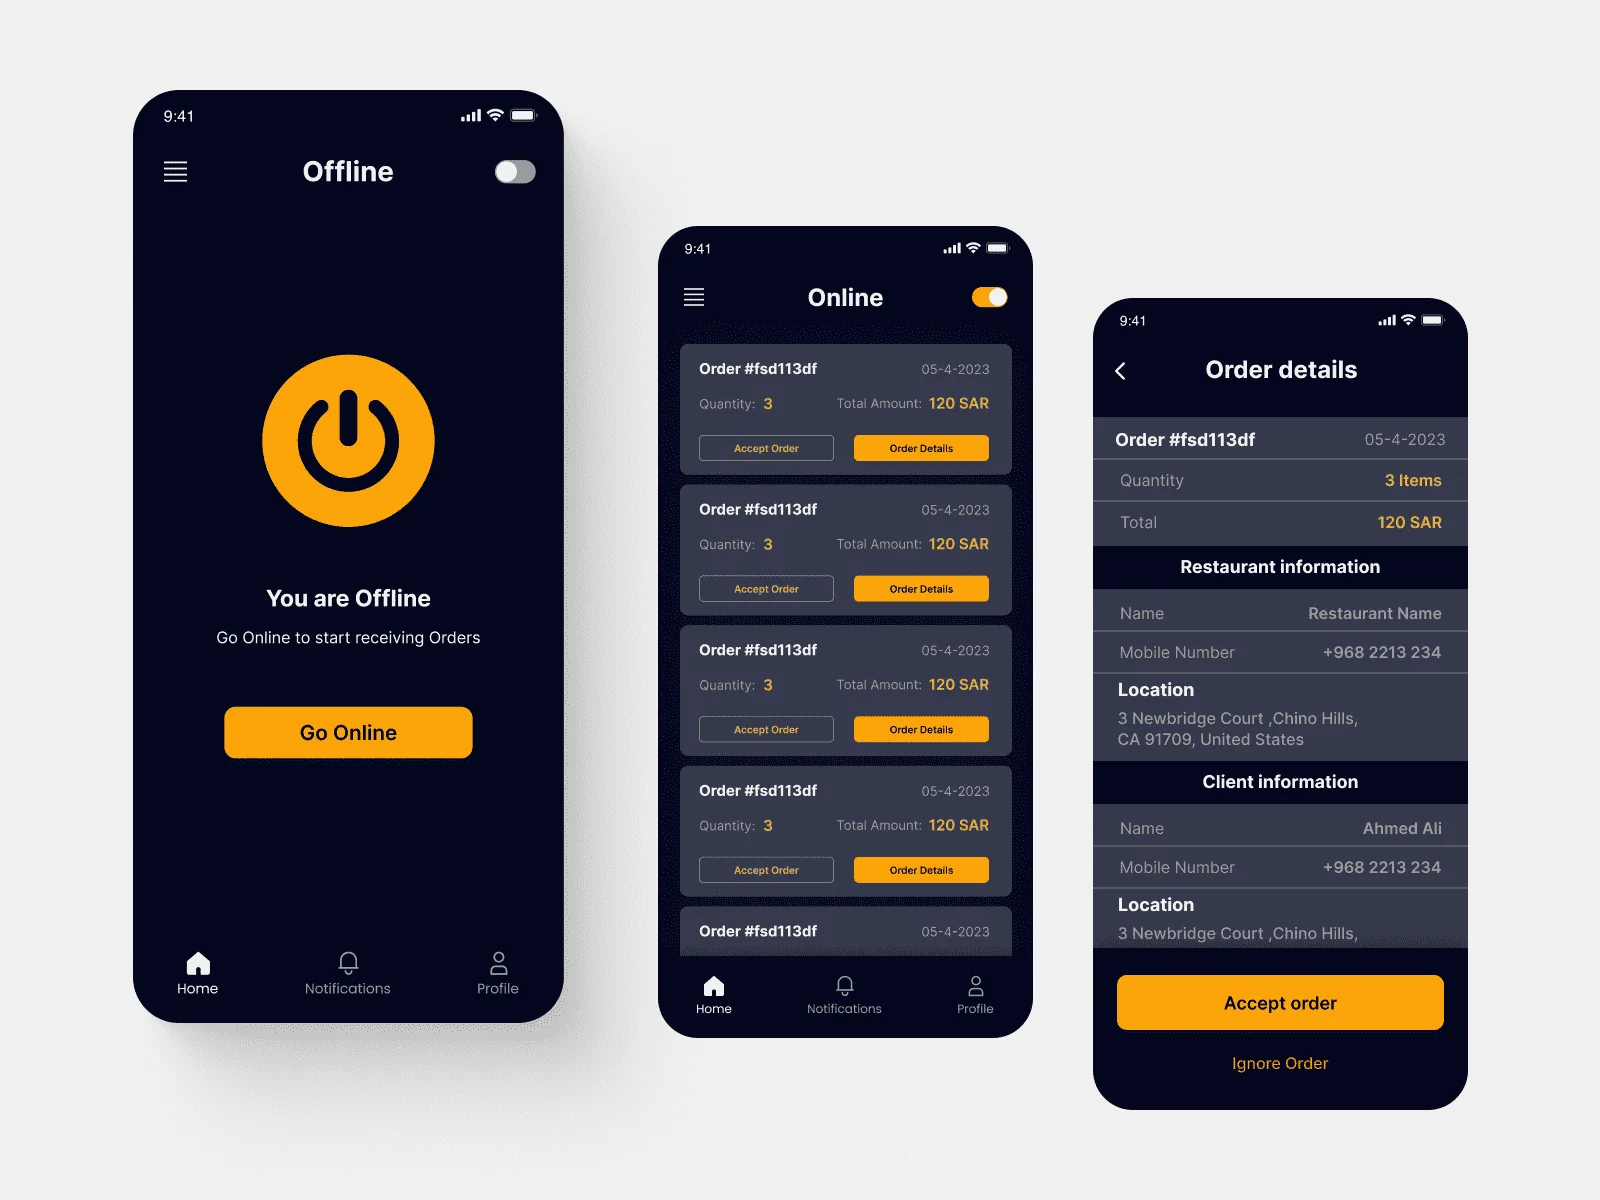 9:41
Offline
You are Offline
Go Online to start receiving Orders
Go Online
Home Notifications Profile
9:41
Online
Order #fsd113df 05-4-2023
Quantity: 3 Total Amount: 120 SAR
Accept Order Order Details
Order #fsd113df 05-4-2023
Quantity: 3 Total Amount: 120 SAR
Accept Order Order Details
Order #fsd113df 05-4-2023
Quantity: 3 Total Amount: 120 SAR
Accept Order Order Details
Order #fsd113df 05-4-2023
Quantity: 3 Total Amount: 120 SAR
Accept Order Order Details
Order #fsd113df 05-4-2023
Home Notifications Profile
9:41
Order details
Order #fsd113df 05-4-2023
Quantity 3 Items
Total 120 SAR
Restaurant information
Name Restaurant Name
Mobile Number +968 2213 234
Location
3 Newbridge Court ,Chino Hills,
CA 91709, United States
Client information
Name Ahmed Ali
Mobile Number +968 2213 234
Location
3 Newbridge Court ,Chino Hills,
Accept order
Ignore Order